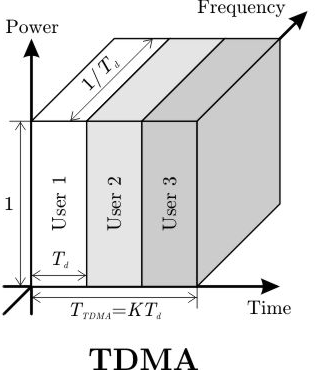 Frequency
Power
1/T_d
1
User 1
User 2
User 3
T_d
T_TDMA=KT_d
Time
TDMA